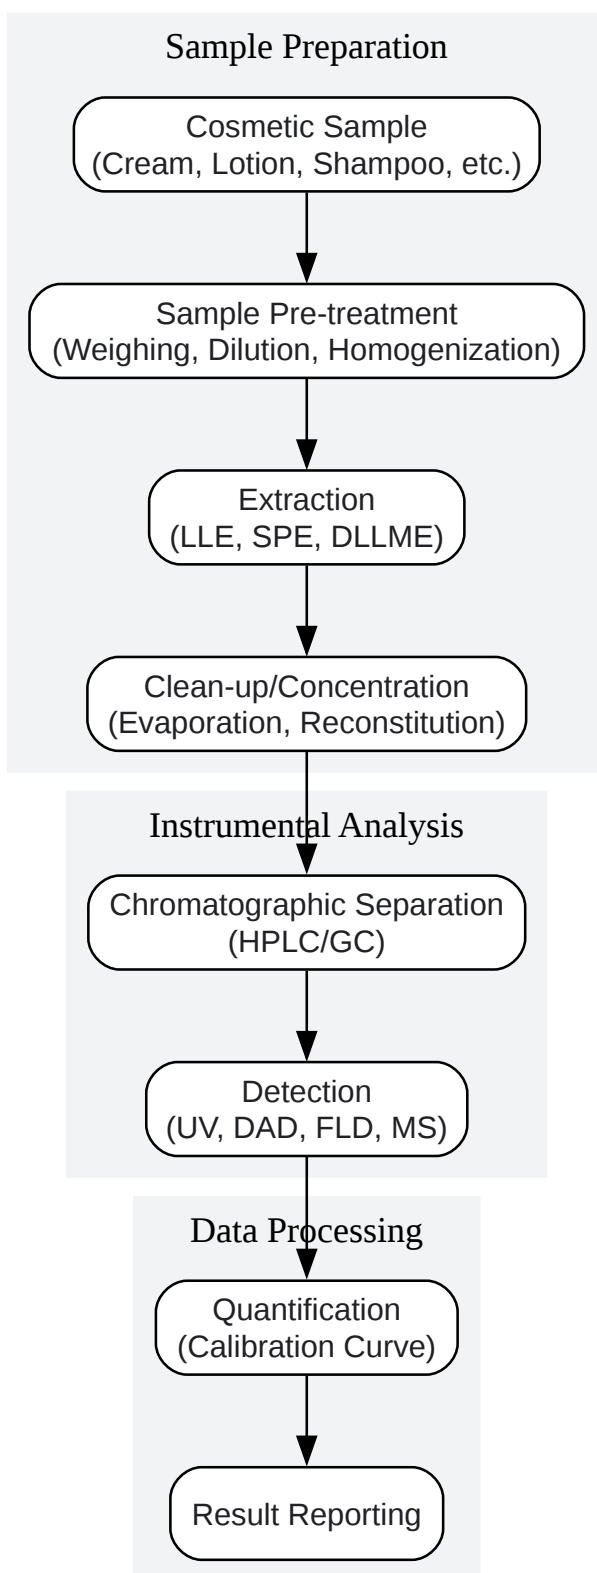 Sample Preparation
Cosmetic Sample
(Cream, Lotion, Shampoo, etc.)
Sample Pre-treatment
(Weighing, Dilution, Homogenization)
Extraction
(LLE, SPE, DLLME)
Clean-up/Concentration
(Evaporation, Reconstitution)
Instrumental Analysis
Chromatographic Separation
(HPLC/GC)
Detection
(UV, DAD, FLD, MS)
Data Processing
Quantification
(Calibration Curve)
Result Reporting